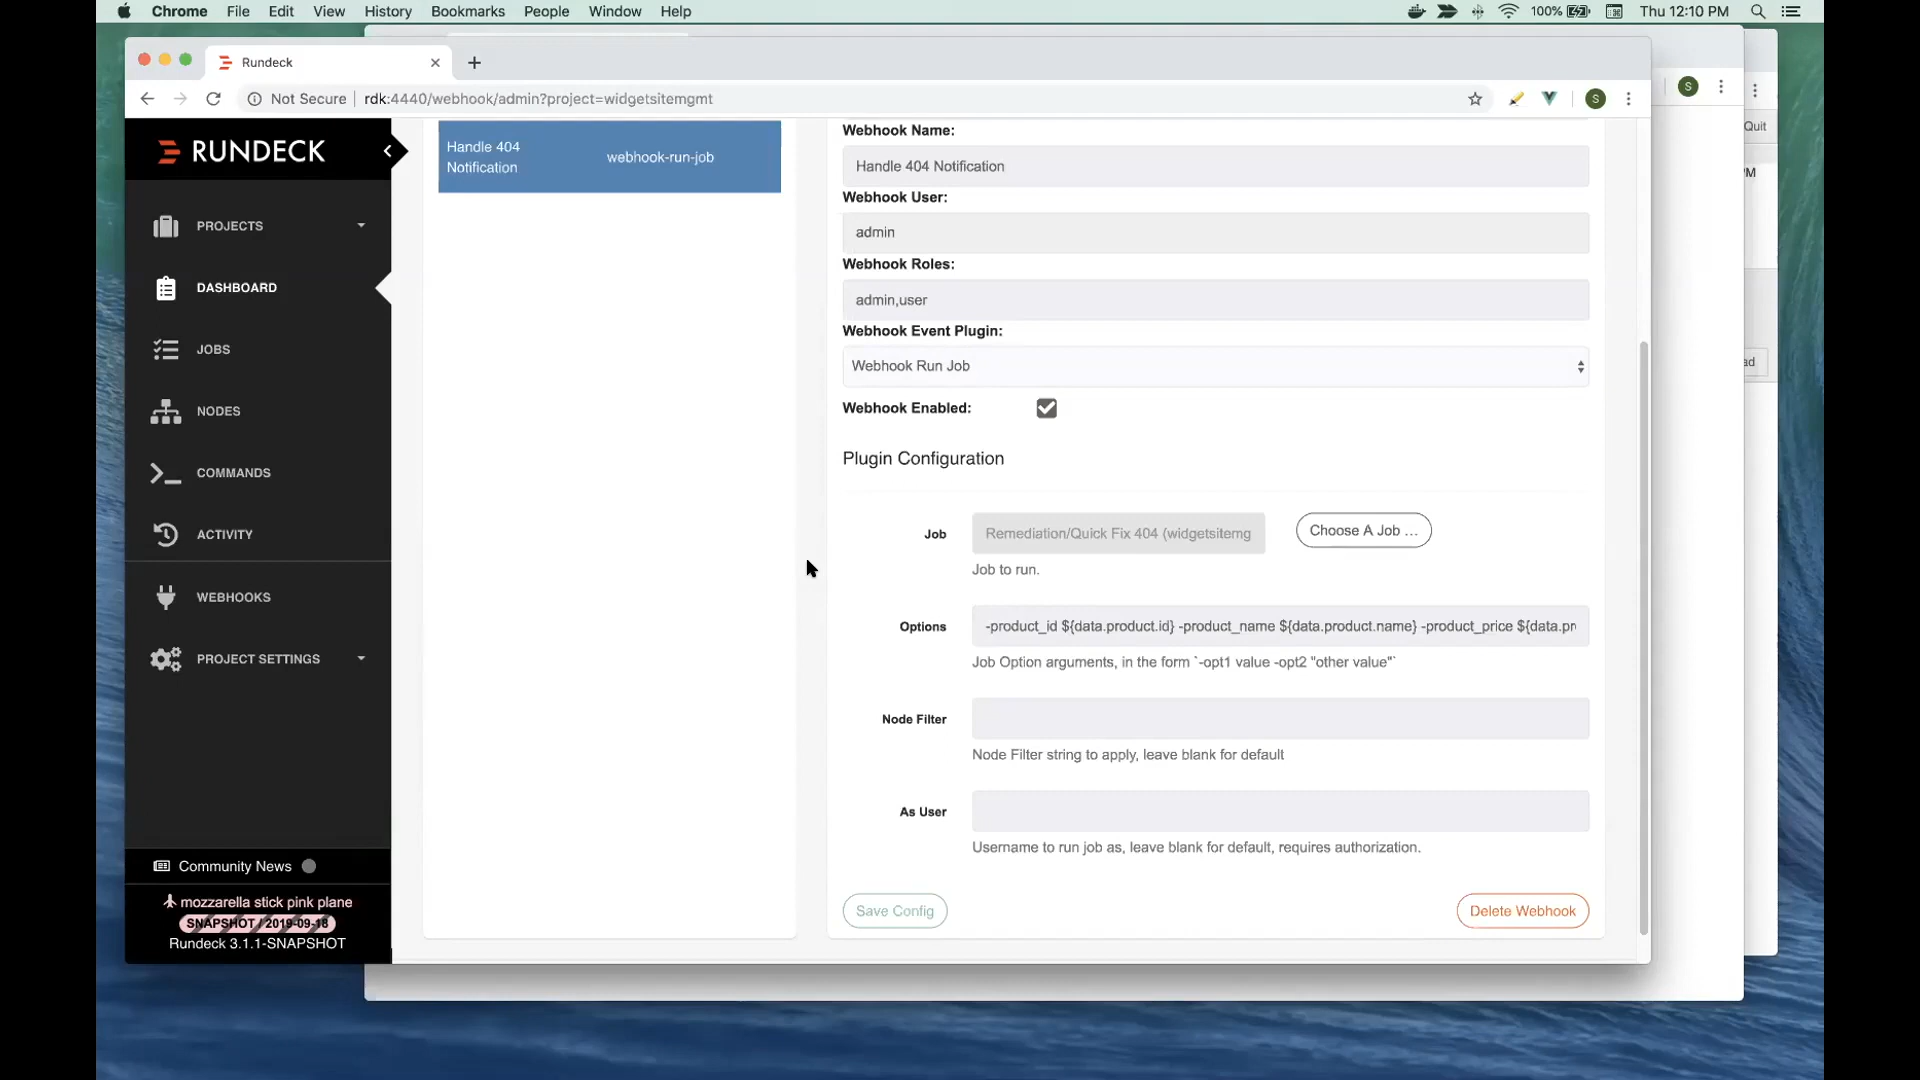 Chrome File Edit View History Bookmarks People Window Help 100% Thu 12:10 PM
Rundeck
Not Secure rdk:4440/webhook/admin?project=widgetsitemgmt
S
S
Quit
PM
ad
RUNDECK
PROJECTS
DASHBOARD
JOBS
NODES
COMMANDS
ACTIVITY
WEBHOOKS
PROJECT SETTINGS
Community News
mozzarella stick pink plane
SNAPSHOT / 2019-09-18
Rundeck 3.1.1-SNAPSHOT
Handle 404
Notification
webhook-run-job
Webhook Name:
Handle 404 Notification
Webhook User:
admin
Webhook Roles:
admin,user
Webhook Event Plugin:
Webhook Run Job
Webhook Enabled:
Plugin Configuration
Job Remediation/Quick Fix 404 (widgetsitemg Choose A Job ...
Job to run.
Options -product_id ${data.product.id} -product_name ${data.product.name} -product_price ${data.pr
Job Option arguments, in the form `-opt1 value -opt2 "other value"`
Node Filter
Node Filter string to apply, leave blank for default
As User
Username to run job as, leave blank for default, requires authorization.
Save Config Delete Webhook